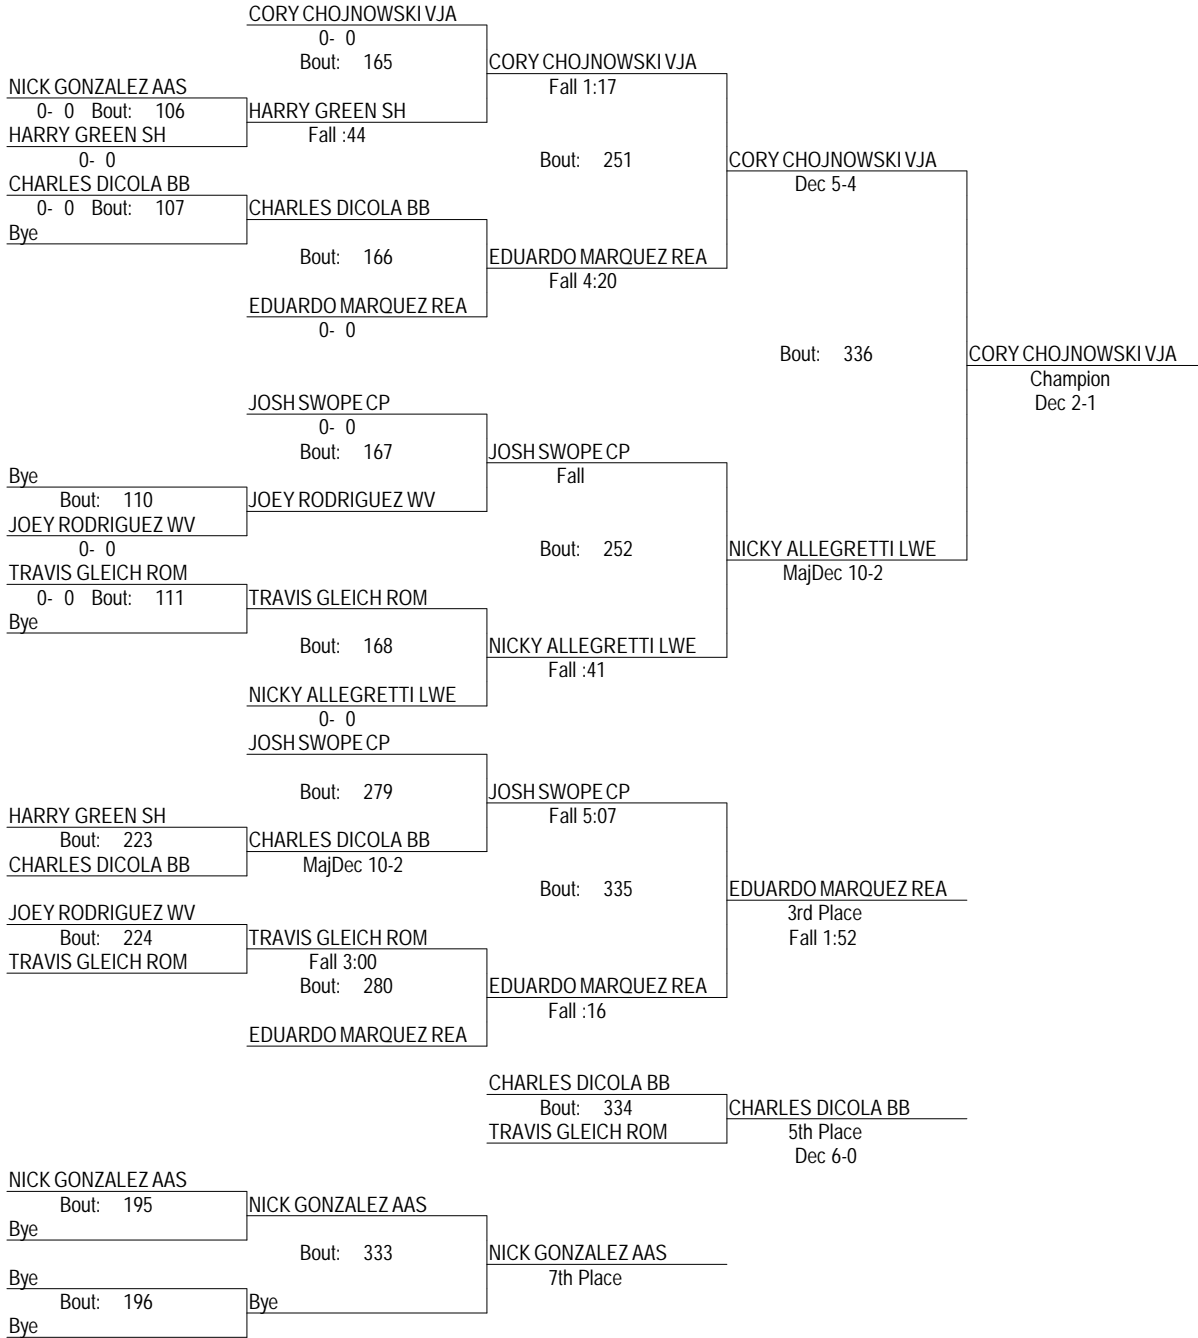 CORY CHOJNOWSKI VJA
0- 0
Bout: 165
CORY CHOJNOWSKI VJA
NICK GONZALEZ AAS
Fall 1:17
0- 0 Bout: 106
HARRY GREEN SH
HARRY GREEN SH
Fall :44
0- 0
Bout: 251
CORY CHOJNOWSKI VJA
CHARLES DICOLA BB
Dec 5-4
0- 0 Bout: 107
CHARLES DICOLA BB
Bye
Bout: 166
EDUARDO MARQUEZ REA
Fall 4:20
EDUARDO MARQUEZ REA
0- 0
Bout: 336
CORY CHOJNOWSKI VJA
Champion
Dec 2-1
JOSH SWOPE CP
0- 0
Bout: 167
JOSH SWOPE CP
Bye
Fall
Bout: 110
JOEY RODRIGUEZ WV
JOEY RODRIGUEZ WV
0- 0
Bout: 252
NICKY ALLEGRETTI LWE
TRAVIS GLEICH ROM
MajDec 10-2
0- 0 Bout: 111
TRAVIS GLEICH ROM
Bye
Bout: 168
NICKY ALLEGRETTI LWE
Fall :41
NICKY ALLEGRETTI LWE
0- 0
JOSH SWOPE CP
Bout: 279
JOSH SWOPE CP
HARRY GREEN SH
Fall 5:07
Bout: 223
CHARLES DICOLA BB
CHARLES DICOLA BB
MajDec 10-2
Bout: 335
EDUARDO MARQUEZ REA
JOEY RODRIGUEZ WV
3rd Place
Bout: 224
TRAVIS GLEICH ROM
Fall 1:52
TRAVIS GLEICH ROM
Fall 3:00
Bout: 280
EDUARDO MARQUEZ REA
Fall :16
EDUARDO MARQUEZ REA
CHARLES DICOLA BB
Bout: 334
CHARLES DICOLA BB
TRAVIS GLEICH ROM
5th Place
Dec 6-0
NICK GONZALEZ AAS
Bout: 195
NICK GONZALEZ AAS
Bye
Bout: 333
NICK GONZALEZ AAS
Bye
7th Place
Bout: 196
Bye
Bye